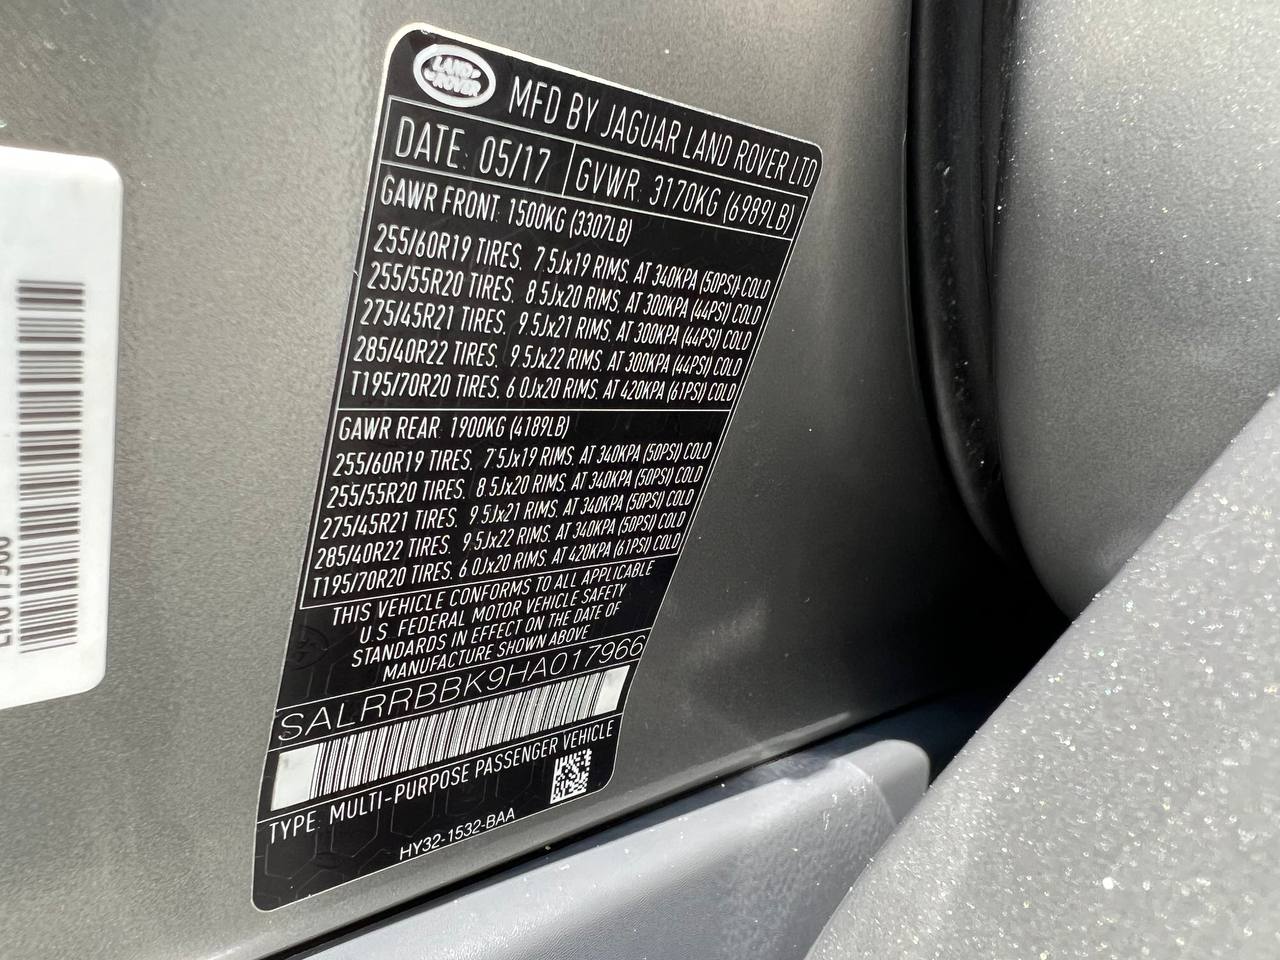 LAND ROVER
MFD BY JAGUAR LAND ROVER LTD
DATE: 05/17 GVWR: 3170KG (6989LB)
GAWR FRONT: 1500KG (3307LB)
255/60R19 TIRES, 7.5Jx19 RIMS, AT 340KPA (50PSI) COLD
255/55R20 TIRES, 8.5Jx20 RIMS, AT 300KPA (44PSI) COLD
275/45R21 TIRES, 9.5Jx21 RIMS, AT 300KPA (44PSI) COLD
285/40R22 TIRES, 9.5Jx22 RIMS, AT 300KPA (44PSI) COLD
T195/70R20 TIRES, 6.0Jx20 RIMS, AT 420KPA (61PSI) COLD
GAWR REAR: 1900KG (4189LB)
255/60R19 TIRES, 7.5Jx19 RIMS, AT 340KPA (50PSI) COLD
255/55R20 TIRES, 8.5Jx20 RIMS, AT 340KPA (50PSI) COLD
275/45R21 TIRES, 9.5Jx21 RIMS, AT 340KPA (50PSI) COLD
285/40R22 TIRES, 9.5Jx22 RIMS, AT 340KPA (50PSI) COLD
T195/70R20 TIRES, 6.0Jx20 RIMS, AT 420KPA (61PSI) COLD
THIS VEHICLE CONFORMS TO ALL APPLICABLE
U.S. FEDERAL MOTOR VEHICLE SAFETY
STANDARDS IN EFFECT ON THE DATE OF
MANUFACTURE SHOWN ABOVE
SALRRBBK9HA017966
TYPE: MULTI-PURPOSE PASSENGER VEHICLE
HY32-1532-BAA